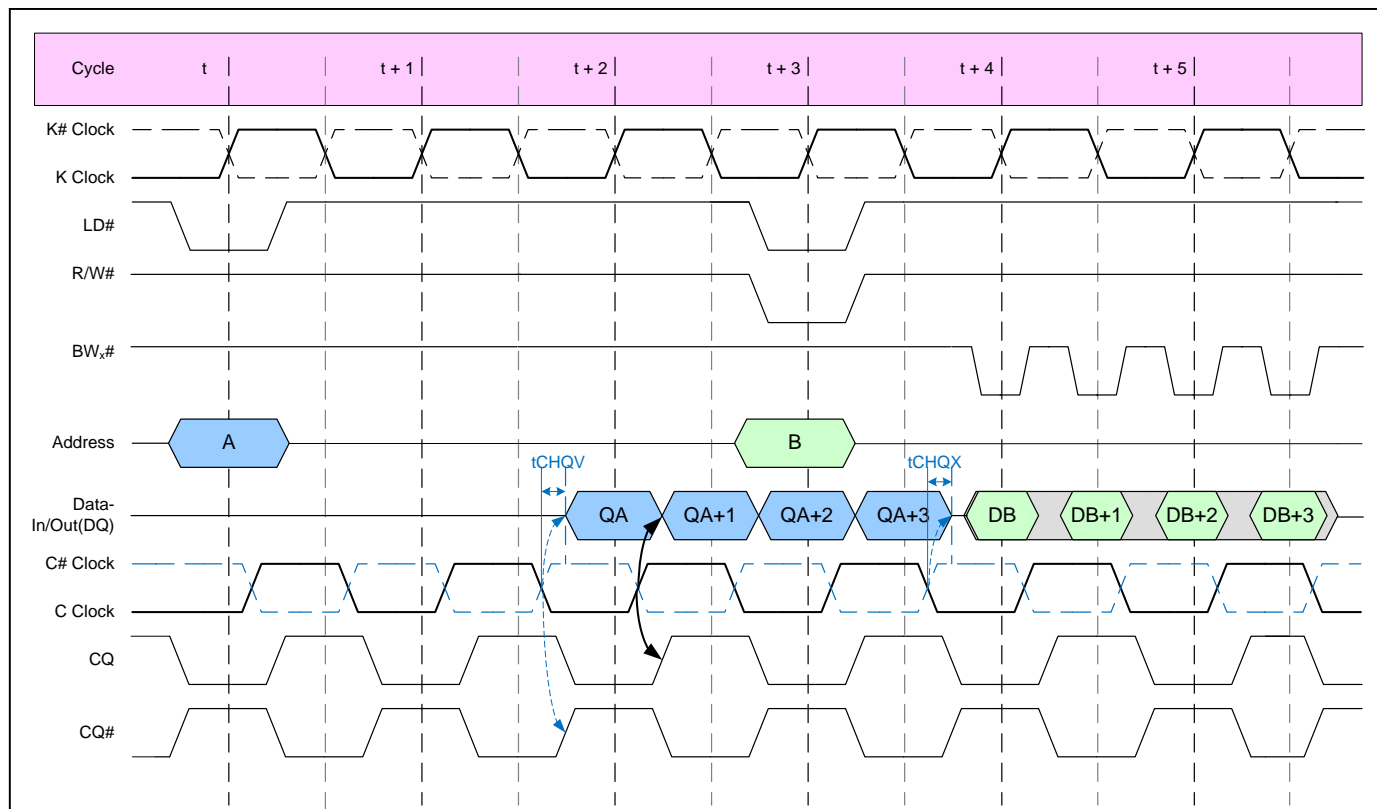 Cycle t t + 1 t + 2 t + 3 t + 4 t + 5
K# Clock
K Clock
LD#
R/W#
BWx#
Address A B
tCHQV tCHQX
Data-
In/Out(DQ) QA QA+1 QA+2 QA+3 DB DB+1 DB+2 DB+3
C# Clock
C Clock
CQ
CQ#